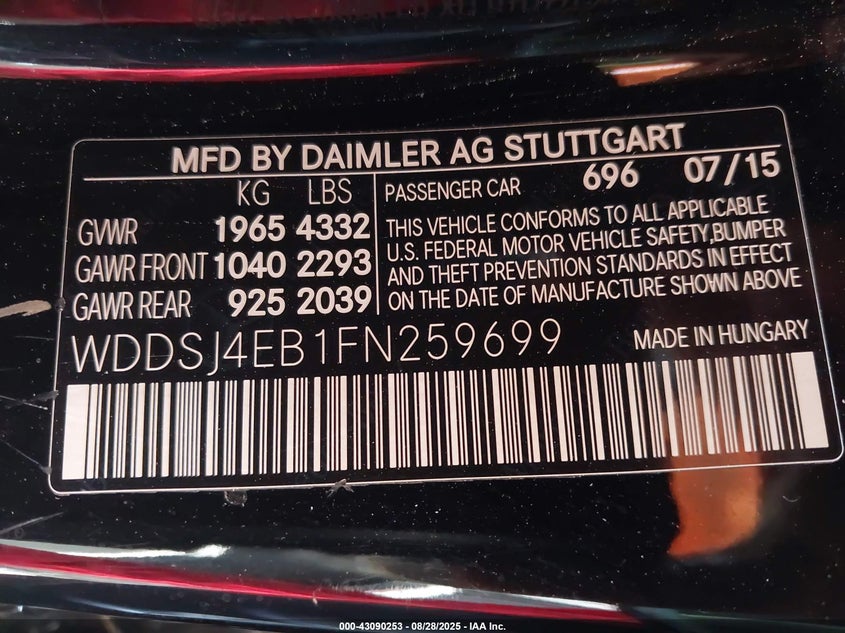 MFD BY DAIMLER AG STUTTGART
KG LBS
GVWR 1965 4332
GAWR FRONT 1040 2293
GAWR REAR 925 2039
PASSENGER CAR 696 07/15
THIS VEHICLE CONFORMS TO ALL APPLICABLE
U.S. FEDERAL MOTOR VEHICLE SAFETY,BUMPER
AND THEFT PREVENTION STANDARDS IN EFFECT
ON THE DATE OF MANUFACTURE SHOWN ABOVE
WDDSJ4EB1FN259699
MADE IN HUNGARY
000-43090253 - 08/28/2025 - IAA Inc.